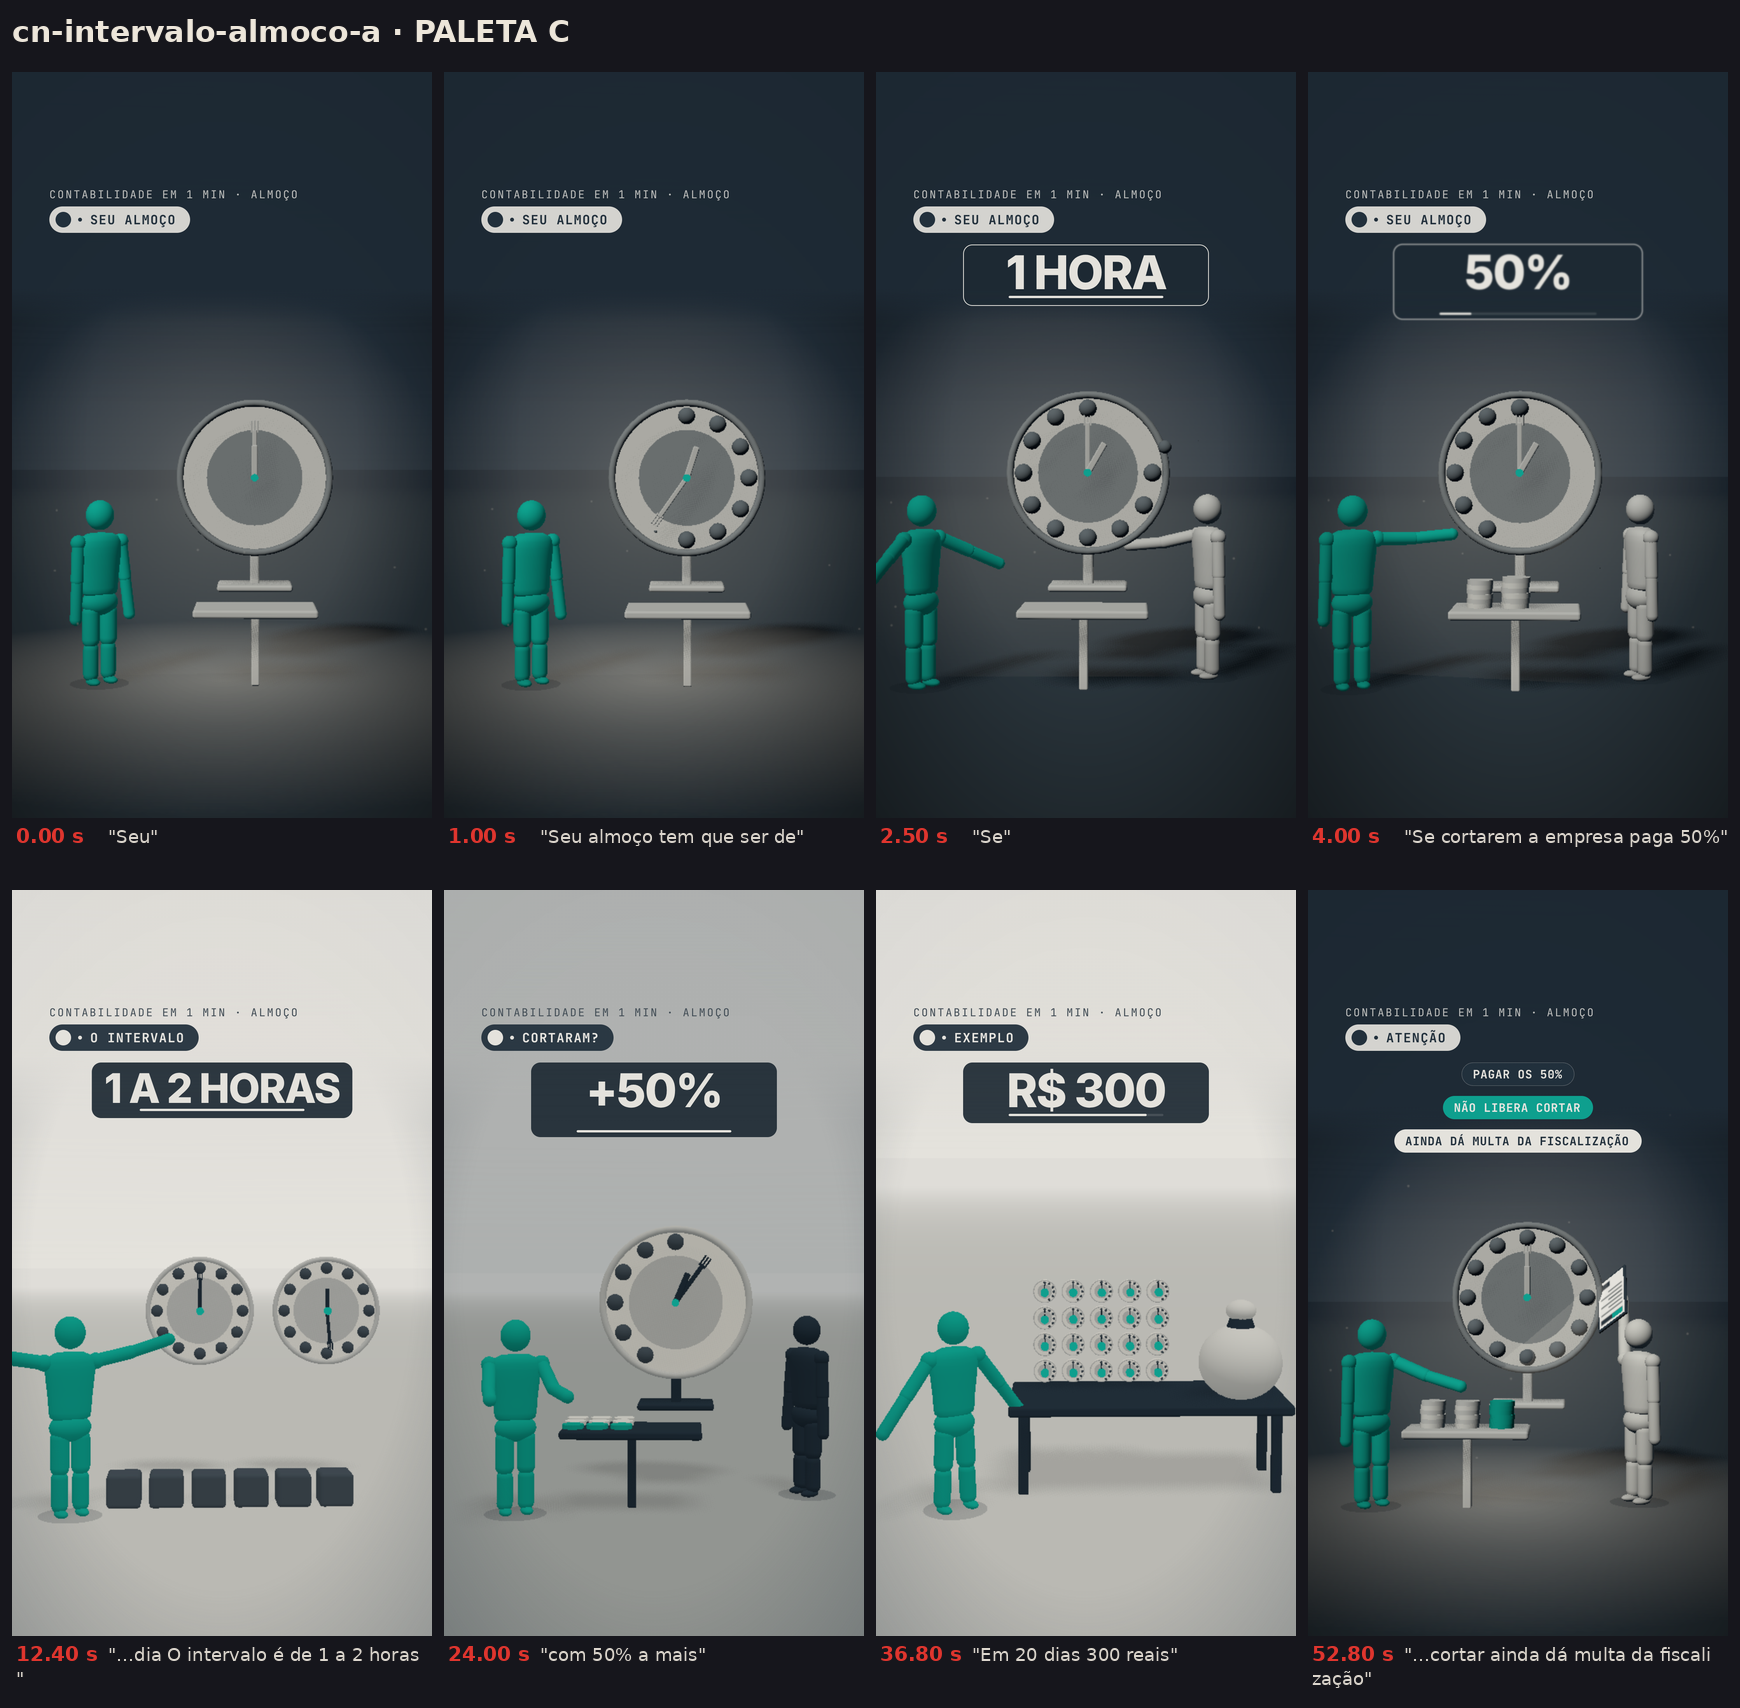 cn-intervalo-almoco-a · PALETA C
CONTABILIDADE EM 1 MIN · ALMOÇO
• SEU ALMOÇO
0.00 s "Seu"
CONTABILIDADE EM 1 MIN · ALMOÇO
• SEU ALMOÇO
1.00 s "Seu almoço tem que ser de"
CONTABILIDADE EM 1 MIN · ALMOÇO
• SEU ALMOÇO
1 HORA
2.50 s "Se"
CONTABILIDADE EM 1 MIN · ALMOÇO
• SEU ALMOÇO
50%
4.00 s "Se cortarem a empresa paga 50%"
CONTABILIDADE EM 1 MIN · ALMOÇO
• O INTERVALO
1 A 2 HORAS
12.40 s "...dia O intervalo é de 1 a 2 horas
"
CONTABILIDADE EM 1 MIN · ALMOÇO
• CORTARAM?
+50%
24.00 s "com 50% a mais"
CONTABILIDADE EM 1 MIN · ALMOÇO
• EXEMPLO
R$ 300
36.80 s "Em 20 dias 300 reais"
CONTABILIDADE EM 1 MIN · ALMOÇO
• ATENÇÃO
PAGAR OS 50%
NÃO LIBERA CORTAR
AINDA DÁ MULTA DA FISCALIZAÇÃO
52.80 s "...cortar ainda dá multa da fiscali
zação"